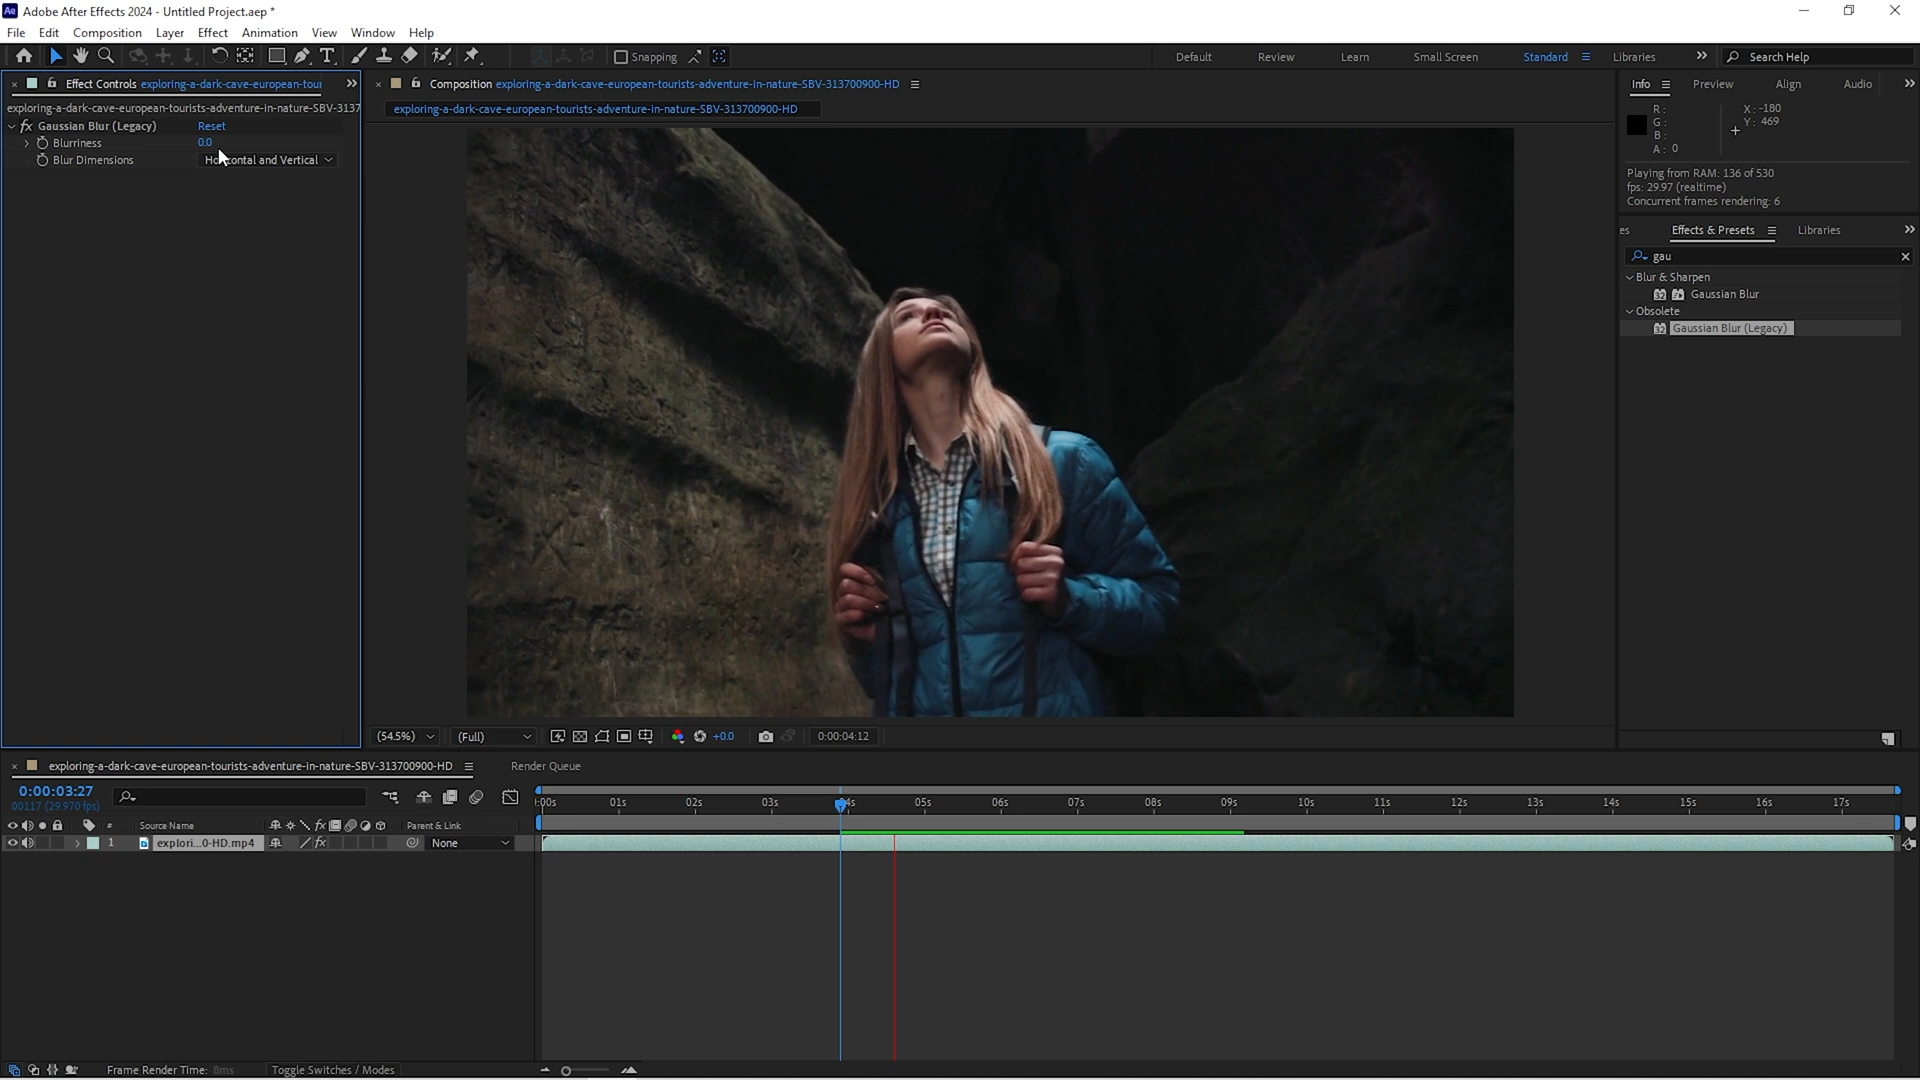 Adobe After Effects 2024 - Untitled Project.aep *
File Edit Composition Layer Effect Animation View Window Help
Snapping
Default Review Learn Small Screen Standard Libraries
Search Help
Effect Controls exploring-a-dark-cave-european-tour
exploring-a-dark-cave-european-tourists-adventure-in-nature-SBV-3137
fx Gaussian Blur (Legacy) Reset
Blurriness 0.0
Blur Dimensions Horizontal and Vertical
Composition exploring-a-dark-cave-european-tourists-adventure-in-nature-SBV-313700900-HD
exploring-a-dark-cave-european-tourists-adventure-in-nature-SBV-313700900-HD
Info Preview Align Audio
R: X: -180
G: Y: 469
B:
A: 0
Playing from RAM: 136 of 530
fps: 29.97 (realtime)
Concurrent frames rendering: 6
es Effects & Presets Libraries
gau
Blur & Sharpen
Gaussian Blur
Obsolete
Gaussian Blur (Legacy)
(54.5%) (Full) +0.0 0:00:04:12
exploring-a-dark-cave-european-tourists-adventure-in-nature-SBV-313700900-HD Render Queue
0:00:03:27
00117 (29.970 fps)
:00s 01s 02s 03s 04s 05s 06s 07s 08s 09s 10s 11s 12s 13s 14s 15s 16s 17s
# Source Name fx Parent & Link
1 explori...0-HD.mp4 fx None
Frame Render Time: 8ms Toggle Switches / Modes